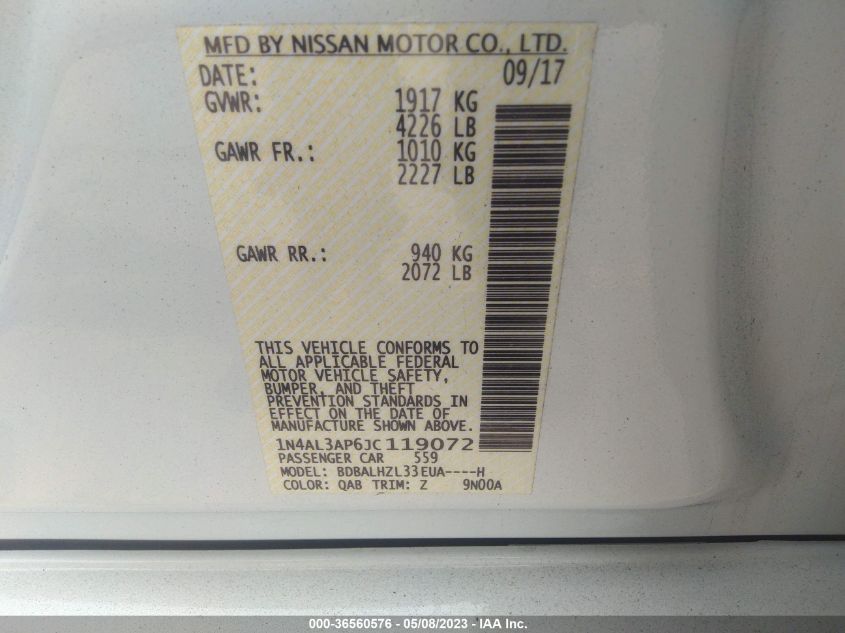 MFD BY NISSAN MOTOR CO., LTD.
DATE: 09/17
GVWR: 1917 KG
4226 LB
GAWR FR.: 1010 KG
2227 LB
GAWR RR.: 940 KG
2072 LB
THIS VEHICLE CONFORMS TO
ALL APPLICABLE FEDERAL
MOTOR VEHICLE SAFETY,
BUMPER, AND THEFT
PREVENTION STANDARDS IN
EFFECT ON THE DATE OF
MANUFACTURE SHOWN ABOVE.
1N4AL3AP6JC119072
PASSENGER CAR 559
MODEL: BDBALHZL33EUA----H
COLOR: QAB TRIM: Z 9N00A
000-36560576 - 05/08/2023 - IAA Inc.